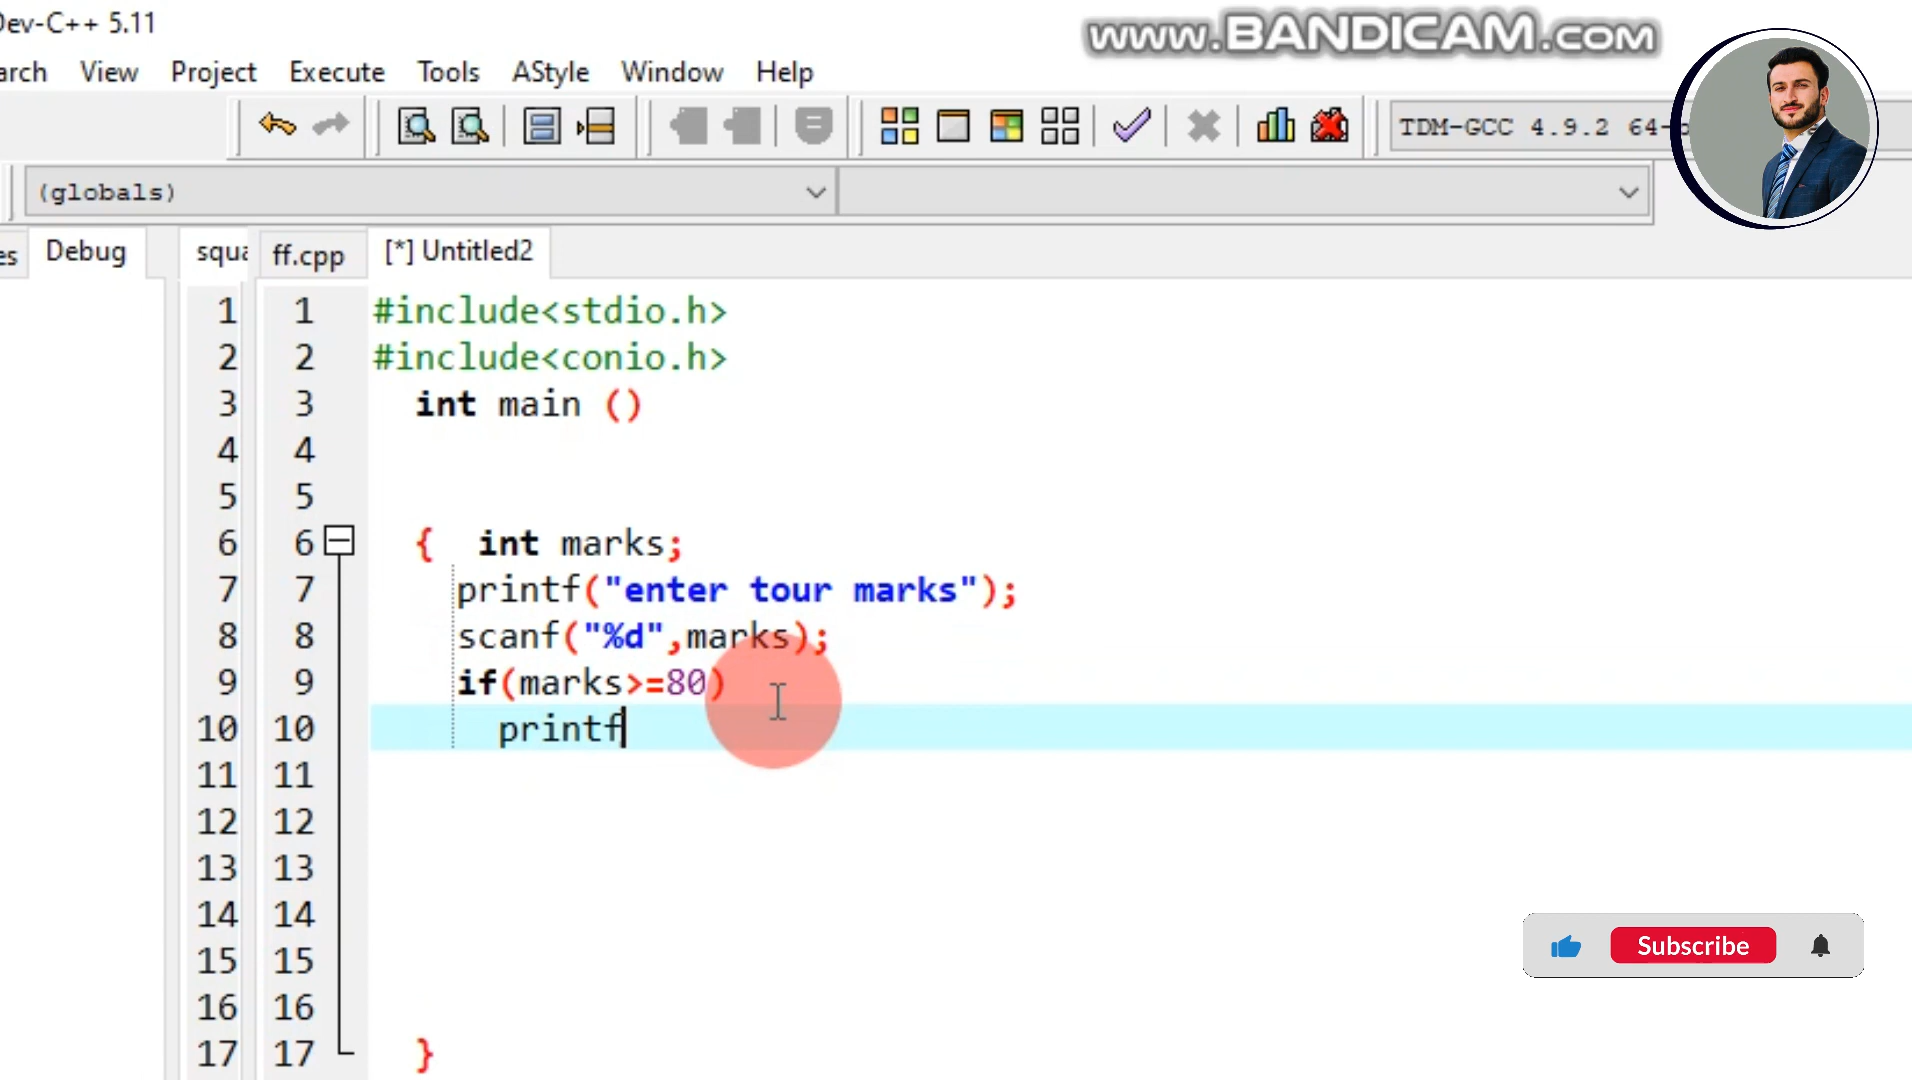 Dev-C++ 5.11
www.BANDICAM.com
arch View Project Execute Tools AStyle Window Help
TDM-GCC 4.9.2 64-
(globals)
es Debug squa ff.cpp [*] Untitled2
1 1 #include<stdio.h>
2 2 #include<conio.h>
3 3 int main ()
4 4
5 5
6 6 { int marks;
7 7 printf("enter tour marks");
8 8 scanf("%d",marks);
9 9 if(marks>=80)
10 10 printf
11 11
12 12
13 13
14 14
Subscribe
15 15
16 16
17 17 }